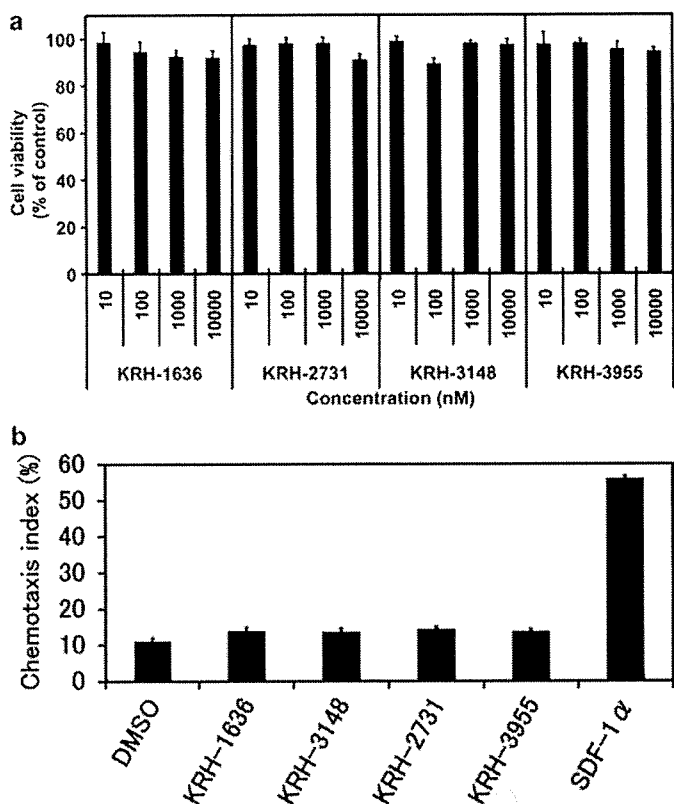 a
Cell viability
(% of control)
100
80
60
40
20
0
10 100 1000 10000 10 100 1000 10000 10 100 1000 10000 10 100 1000 10000
KRH-1636 KRH-2731 KRH-3148 KRH-3955
Concentration (nM)
b
Chemotaxis index (%)
60
50
40
30
20
10
0
DMSO
KRH-1636
KRH-3148
KRH-2731
KRH-3955
SDF-1α